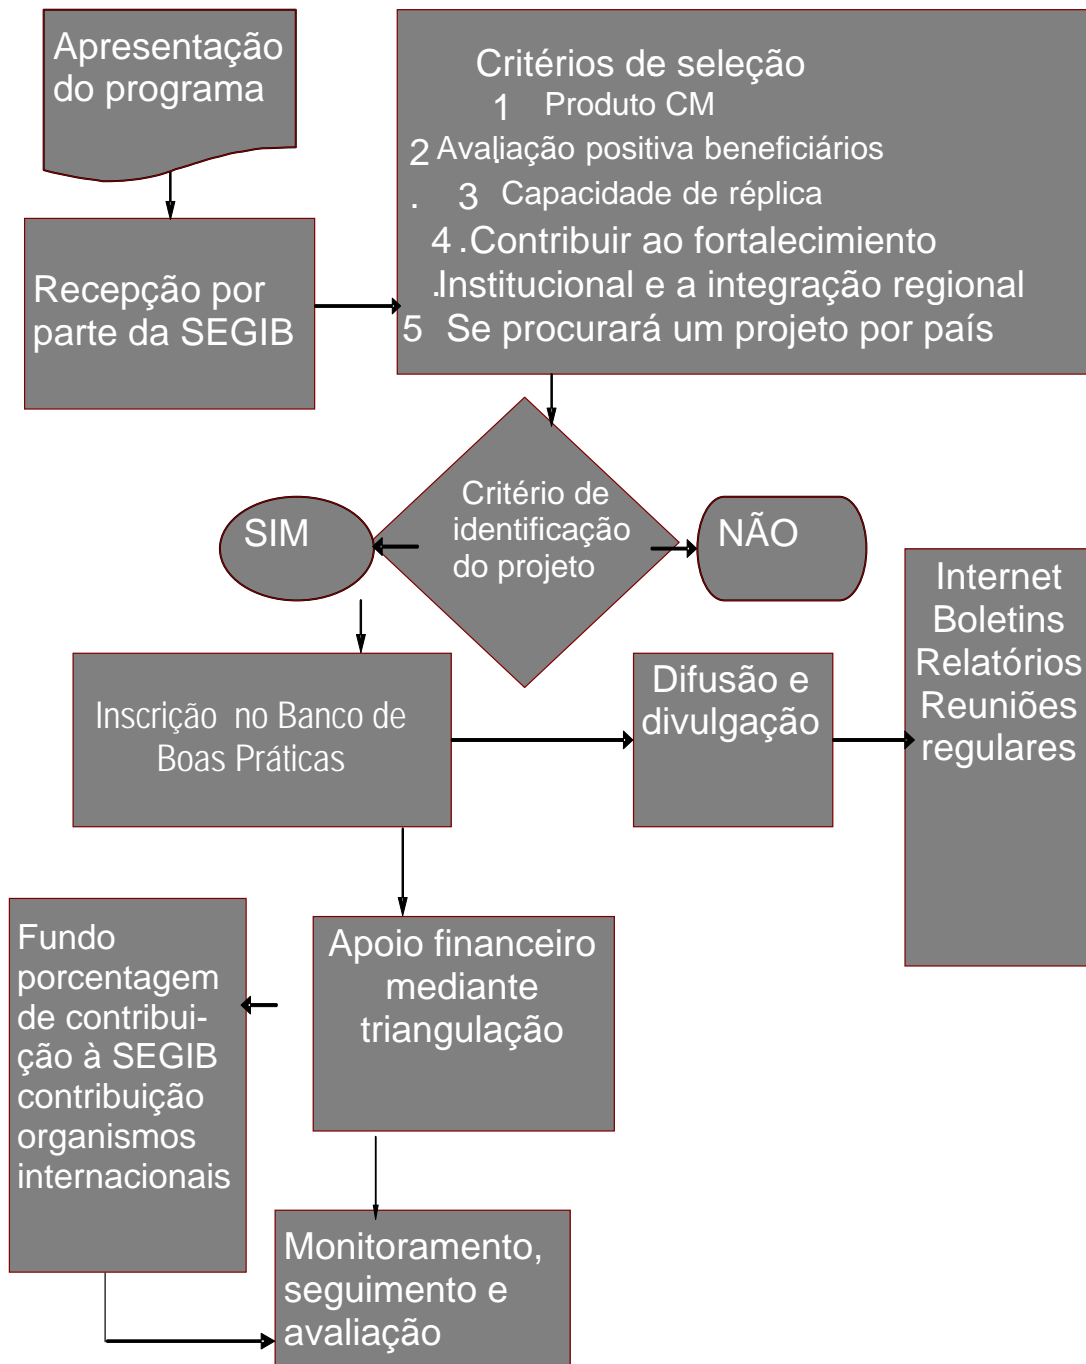 Apresentação
do programa
Recepção por
parte da SEGIB
Critérios de seleção
1 Produto CM
2 Avaliação positiva beneficiários
. 3 Capacidade de réplica
4 .Contribuir ao fortalecimiento
.Institucional e a integração regional
5 Se procurará um projeto por país
Critério de
identificação
do projeto
SIM
NÃO
Inscrição no Banco de
Boas Práticas
Difusão e
divulgação
Internet
Boletins
Relatórios
Reuniões
regulares
Apoio financeiro
mediante
triangulação
Fundo
porcentagem
de contribui-
ção à SEGIB
contribuição
organismos
internacionais
Monitoramento,
seguimento e
avaliação